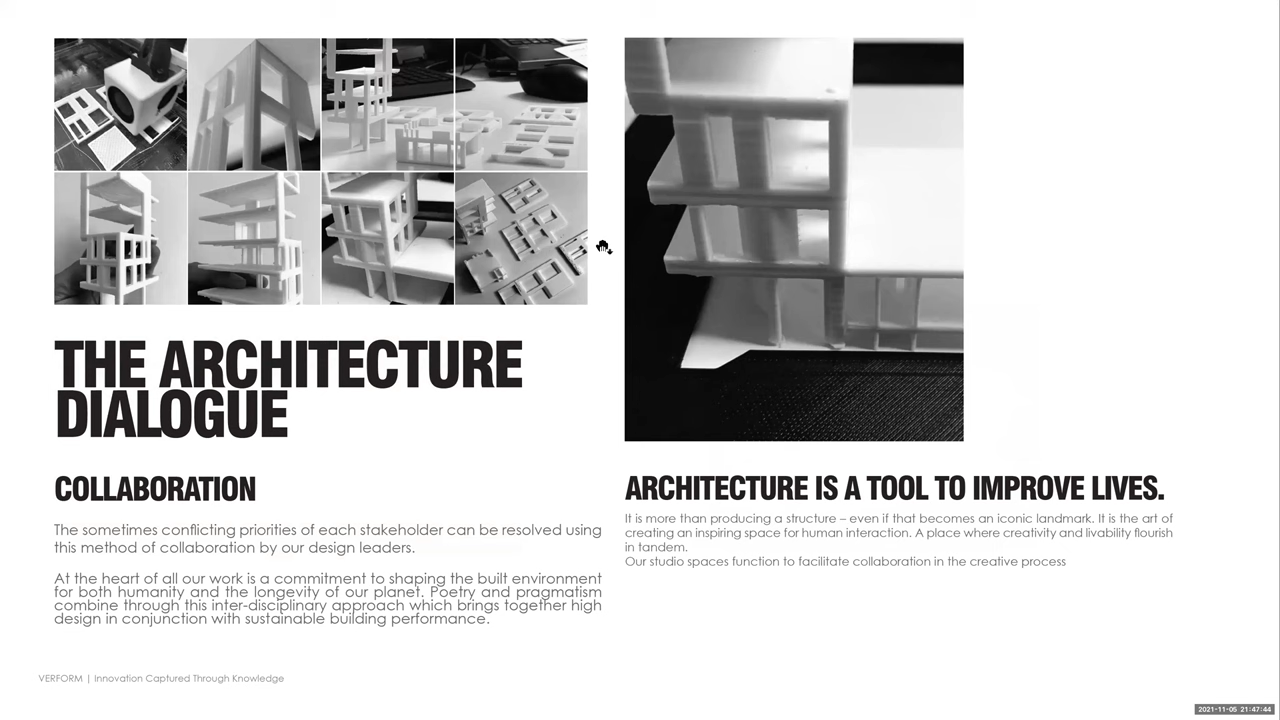 THE ARCHITECTURE
DIALOGUE
COLLABORATION
The sometimes conflicting priorities of each stakeholder can be resolved using
this method of collaboration by our design leaders.
At the heart of all our work is a commitment to shaping the built environment
for both humanity and the longevity of our planet. Poetry and pragmatism
combine through this inter-disciplinary approach which brings together high
design in conjunction with sustainable building performance.
ARCHITECTURE IS A TOOL TO IMPROVE LIVES.
It is more than producing a structure – even if that becomes an iconic landmark. It is the art of
creating an inspiring space for human interaction. A place where creativity and livability flourish
in tandem.
Our studio spaces function to facilitate collaboration in the creative process
VERFORM | Innovation Captured Through Knowledge
2021-11-05 21:47:44